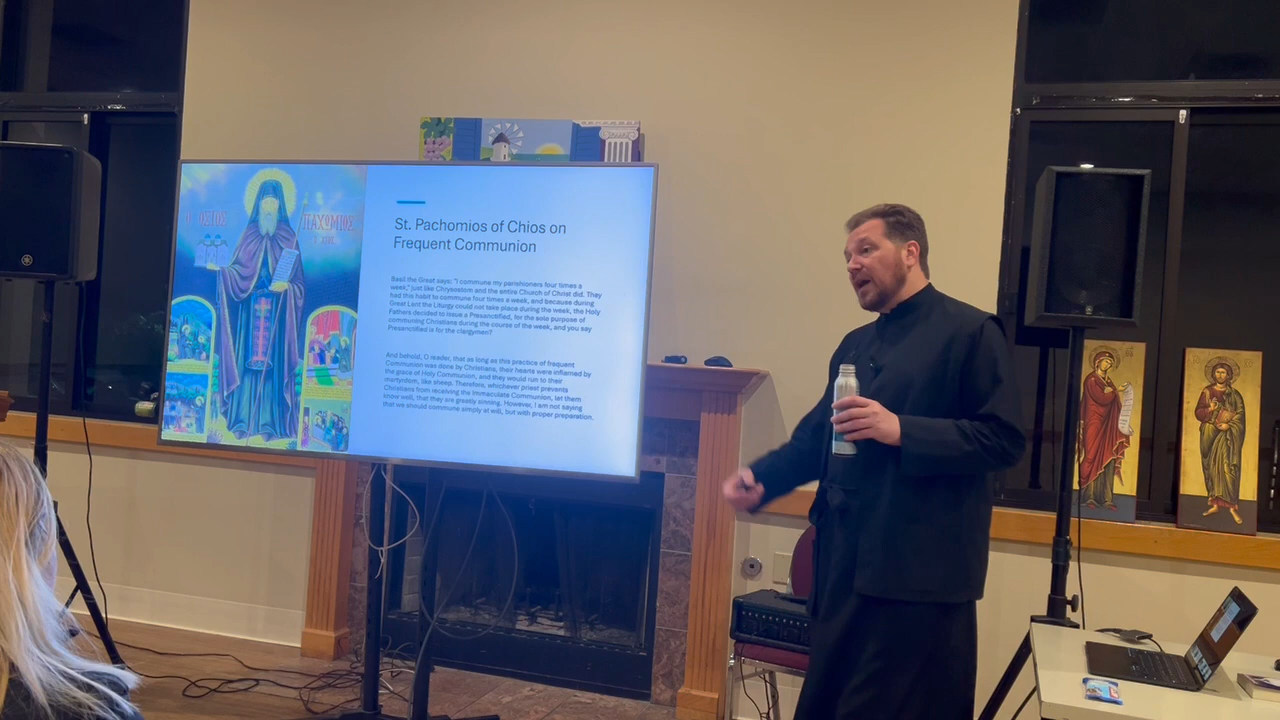 Ο ΟΣΙΟΣ
ΠΑΧΩΜΙΟΣ
St. Pachomios of Chios on
Frequent Communion
Basil the Great says: "I commune my parishioners four times a
week," just like Chrysostom and the entire Church of Christ did. They
had this habit to commune four times a week, and because during
Great Lent the Liturgy could not take place during the week, the Holy
Fathers decided to issue a Presanctified, for the sole purpose of
communing Christians during the course of the week, and you say
Presanctified is for the clergymen?
And behold, O reader, that as long as this practice of frequent
Communion was done by Christians, their hearts were inflamed by
the grace of Holy Communion, and they would run to their
martyrdom, like sheep. Therefore, whichever priest prevents
Christians from receiving the Immaculate Communion, let them
know well, that they are greatly sinning. However, I am not saying
that we should commune simply at will, but with proper preparation.